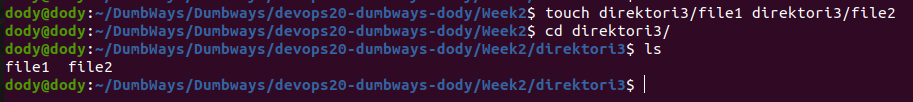 dody@dody:~/DumbWays/Dumbways/devops20-dumbways-dody/Week2$ touch direktori3/file1 direktori3/file2
dody@dody:~/DumbWays/Dumbways/devops20-dumbways-dody/Week2$ cd direktori3/
dody@dody:~/DumbWays/Dumbways/devops20-dumbways-dody/Week2/direktori3$ ls
file1  file2
dody@dody:~/DumbWays/Dumbways/devops20-dumbways-dody/Week2/direktori3$